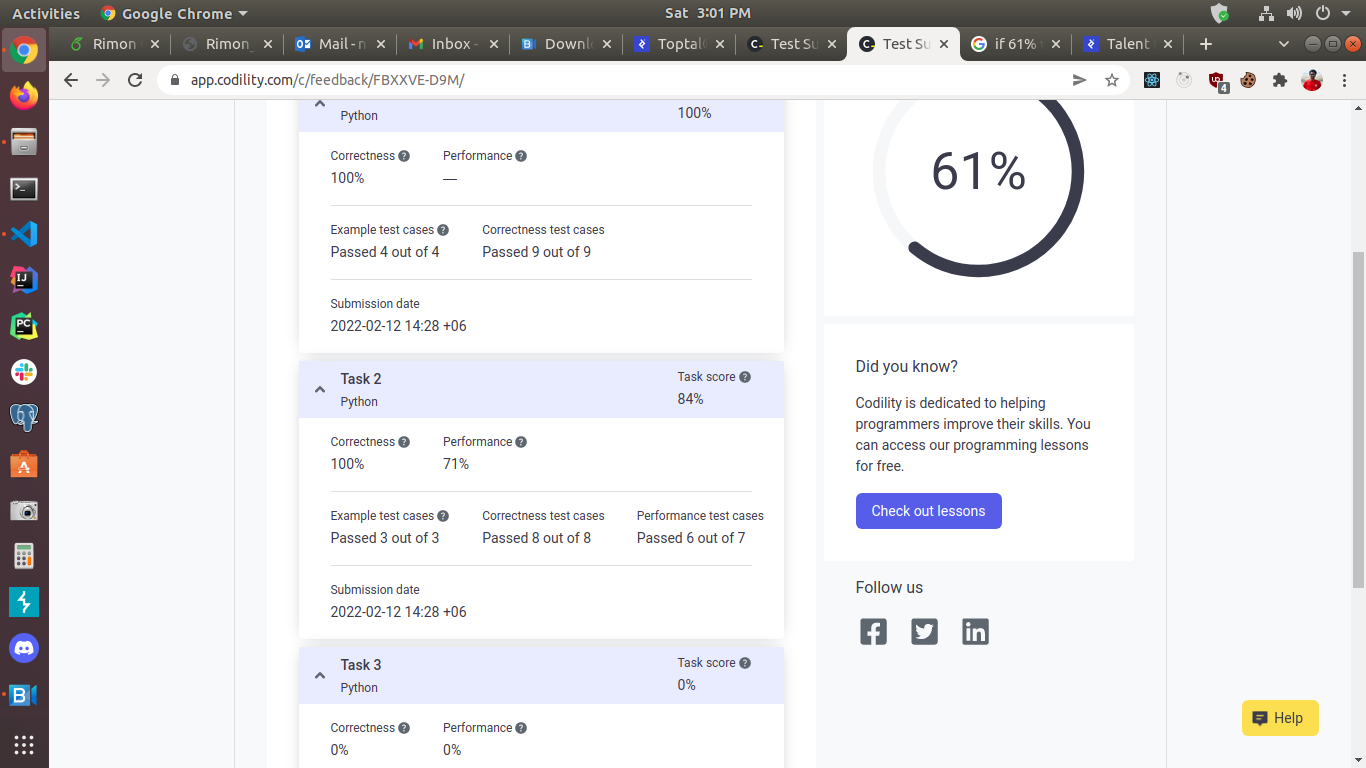 Activities
Google Chrome
Sat 3:01 PM
Rimon
Rimon
Mail - n
Inbox -
Downl
Toptal
Test Su
Test Su
if 61%
Talent
app.codility.com/c/feedback/FBXXVE-D9M/
4
Python
100%
Correctness
Performance
100%
—
Example test cases
Correctness test cases
Passed 4 out of 4
Passed 9 out of 9
Submission date
2022-02-12 14:28 +06
Task 2
Task score
Python
84%
Correctness
Performance
100%
71%
Example test cases
Correctness test cases
Performance test cases
Passed 3 out of 3
Passed 8 out of 8
Passed 6 out of 7
Submission date
2022-02-12 14:28 +06
Task 3
Task score
Python
0%
Correctness
Performance
0%
0%
61%
Did you know?
Codility is dedicated to helping
programmers improve their skills. You
can access our programming lessons
for free.
Check out lessons
Follow us
Help